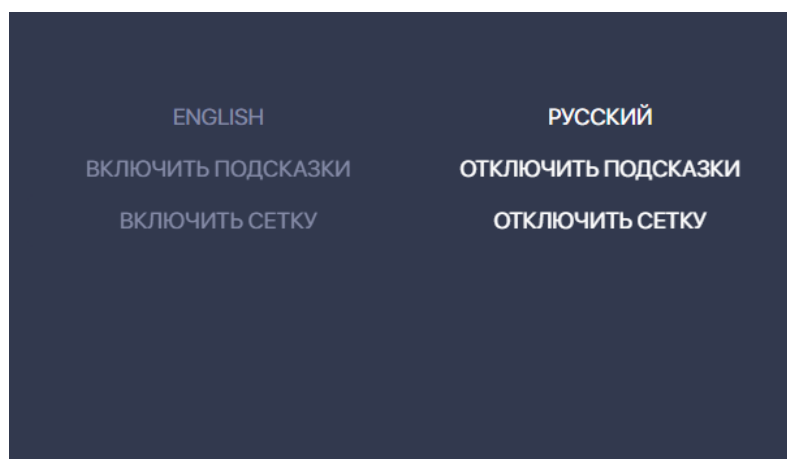 ENGLISH РУССКИЙ
ВКЛЮЧИТЬ ПОДСКАЗКИ ОТКЛЮЧИТЬ ПОДСКАЗКИ
ВКЛЮЧИТЬ СЕТКУ ОТКЛЮЧИТЬ СЕТКУ